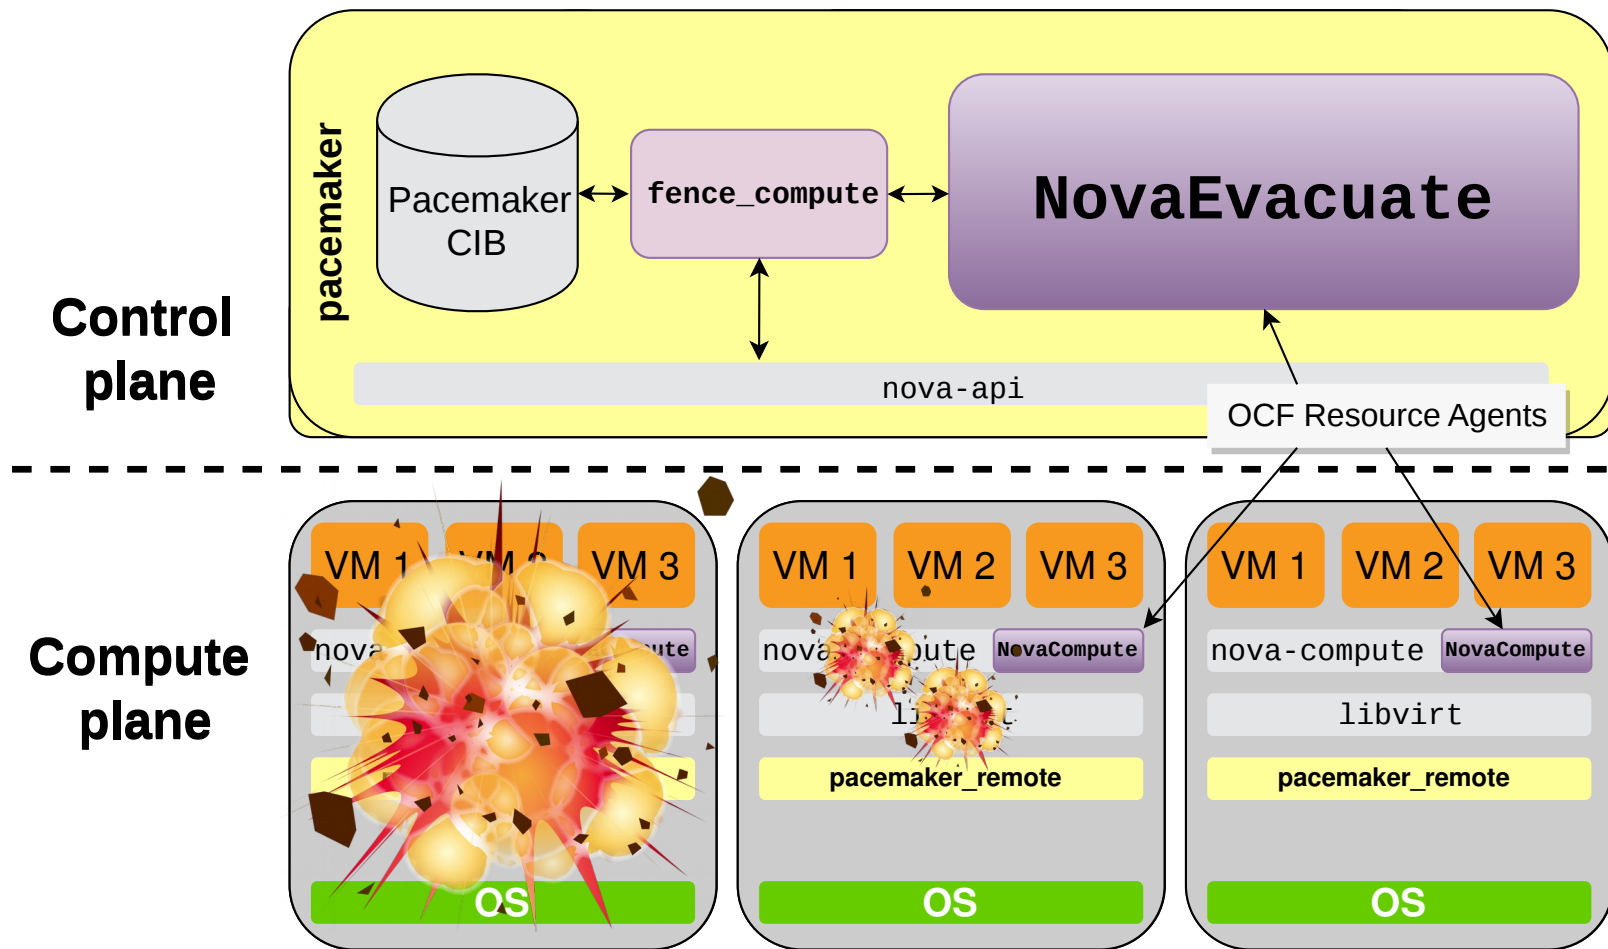 pacemaker
Pacemaker
CIB
fence_compute
NovaEvacuate
Control
plane
nova-api
OCF Resource Agents
Compute
plane
VM 1
VM 3
nova
OS
VM 1
VM 2
VM 3
NovaCompute
pacemaker_remote
OS
VM 1
VM 2
VM 3
nova-compute
NovaCompute
libvirt
pacemaker_remote
OS